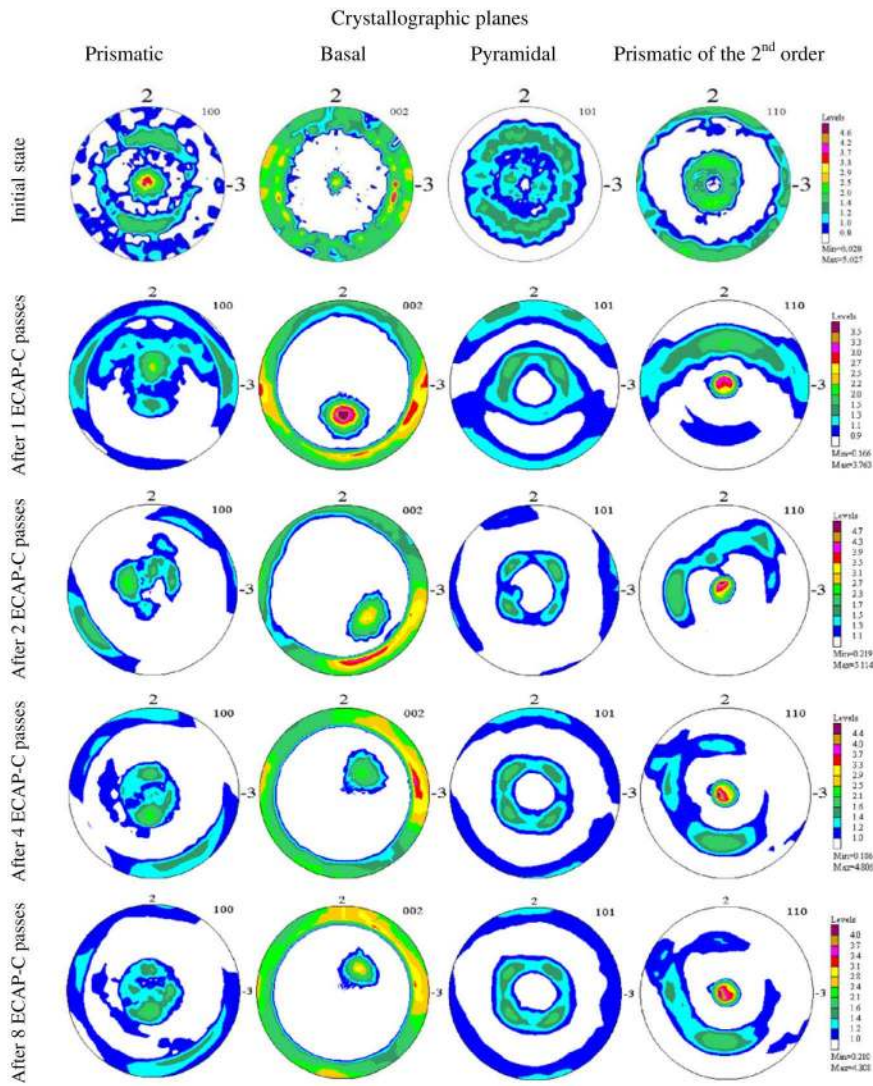 Crystallographic planes
Prismatic Basal Pyramidal Prismatic of the 2nd order
Initial state
2 100 -3
2 002 -3
2 101 -3
2 110 -3
Levels
4.6
4.2
3.7
3.3
2.9
2.5
2.0
1.4
1.2
1.0
0.8
Max=5.027
After 1 ECAP-C passes
2 100 -3
2 002 -3
2 101 -3
2 110 -3
Levels
3.5
3.3
3.0
2.7
2.5
2.2
2.0
1.5
1.3
1.1
0.9
Min=0.166
Max=3.763
After 2 ECAP-C passes
2 100 -3
2 002 -3
2 101 -3
2 110 -3
Levels
4.7
4.3
3.9
3.5
3.1
2.7
2.3
1.7
1.5
1.3
1.1
Min=0.219
Max=5.114
After 4 ECAP-C passes
2 100 -3
2 002 -3
2 101 -3
2 110 -3
Levels
4.4
4.0
3.7
3.3
2.9
2.5
2.1
1.6
1.4
1.2
1.0
Max=4.806
After 8 ECAP-C passes
2 100 -3
2 002 -3
2 101 -3
2 110 -3
Levels
4.0
3.7
3.4
3.1
2.8
2.4
2.1
1.6
1.4
1.2
1.0
Min=0.210